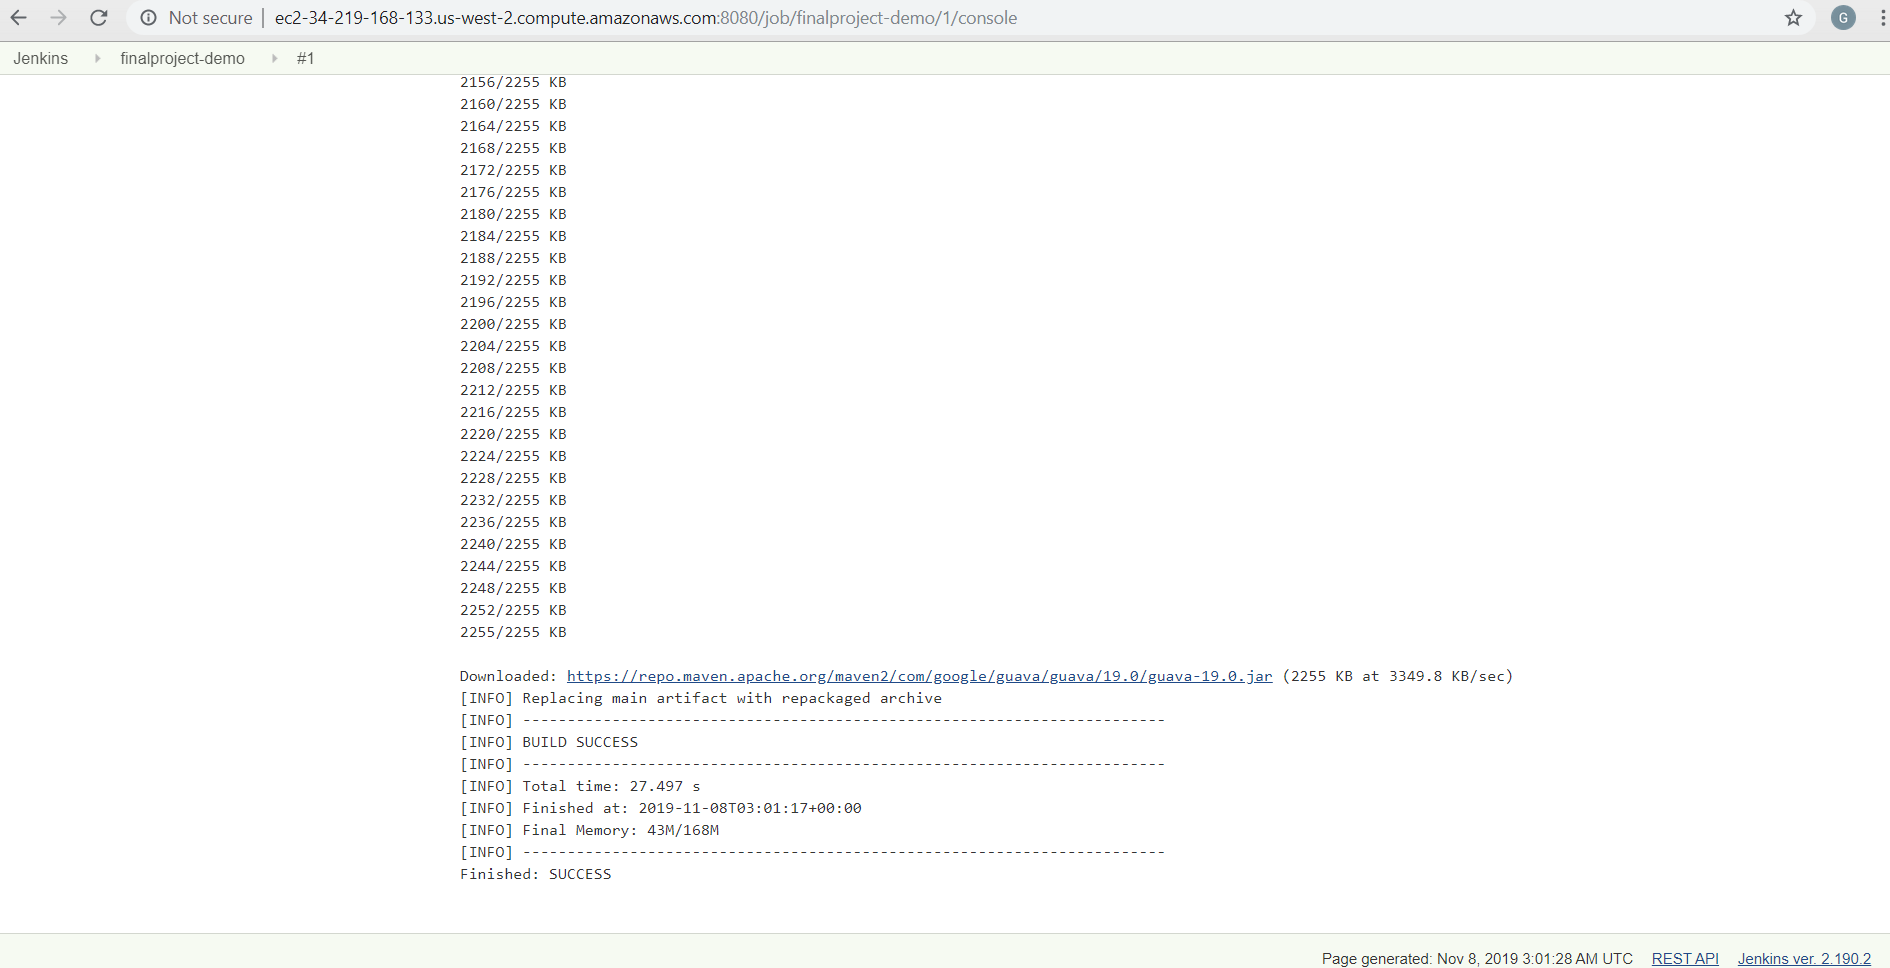 Not secure | ec2-34-219-168-133.us-west-2.compute.amazonaws.com:8080/job/finalproject-demo/1/console G
Jenkins finalproject-demo #1
2156/2255 KB
2160/2255 KB
2164/2255 KB
2168/2255 KB
2172/2255 KB
2176/2255 KB
2180/2255 KB
2184/2255 KB
2188/2255 KB
2192/2255 KB
2196/2255 KB
2200/2255 KB
2204/2255 KB
2208/2255 KB
2212/2255 KB
2216/2255 KB
2220/2255 KB
2224/2255 KB
2228/2255 KB
2232/2255 KB
2236/2255 KB
2240/2255 KB
2244/2255 KB
2248/2255 KB
2252/2255 KB
2255/2255 KB
Downloaded: https://repo.maven.apache.org/maven2/com/google/guava/guava/19.0/guava-19.0.jar (2255 KB at 3349.8 KB/sec)
[INFO] Replacing main artifact with repackaged archive
[INFO] ------------------------------------------------------------------------
[INFO] BUILD SUCCESS
[INFO] ------------------------------------------------------------------------
[INFO] Total time: 27.497 s
[INFO] Finished at: 2019-11-08T03:01:17+00:00
[INFO] Final Memory: 43M/168M
[INFO] ------------------------------------------------------------------------
Finished: SUCCESS
Page generated: Nov 8, 2019 3:01:28 AM UTC REST API Jenkins ver. 2.190.2